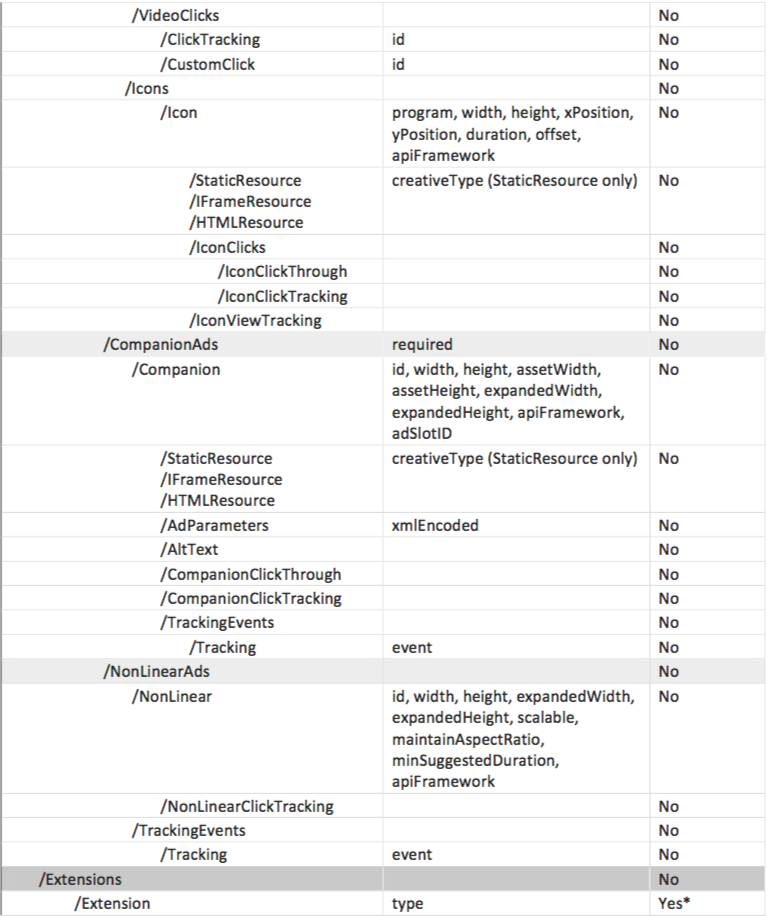 /VideoClicks No
/ClickTracking id No
/CustomClick id No
/Icons No
/Icon program, width, height, xPosition, No
yPosition, duration, offset,
apiFramework
/StaticResource creativeType (StaticResource only) No
/IFrameResource
/HTMLResource
/IconClicks No
/IconClickThrough No
/IconClickTracking No
/IconViewTracking No
/CompanionAds required No
/Companion id, width, height, assetWidth, No
assetHeight, expandedWidth,
expandedHeight, apiFramework,
adSlotID
/StaticResource creativeType (StaticResource only) No
/IFrameResource
/HTMLResource
/AdParameters xmlEncoded No
/AltText No
/CompanionClickThrough No
/CompanionClickTracking No
/TrackingEvents No
/Tracking event No
/NonLinearAds No
/NonLinear id, width, height, expandedWidth, No
expandedHeight, scalable,
maintainAspectRatio,
minSuggestedDuration,
apiFramework
/NonLinearClickTracking No
/TrackingEvents No
/Tracking event No
/Extensions No
/Extension type Yes*